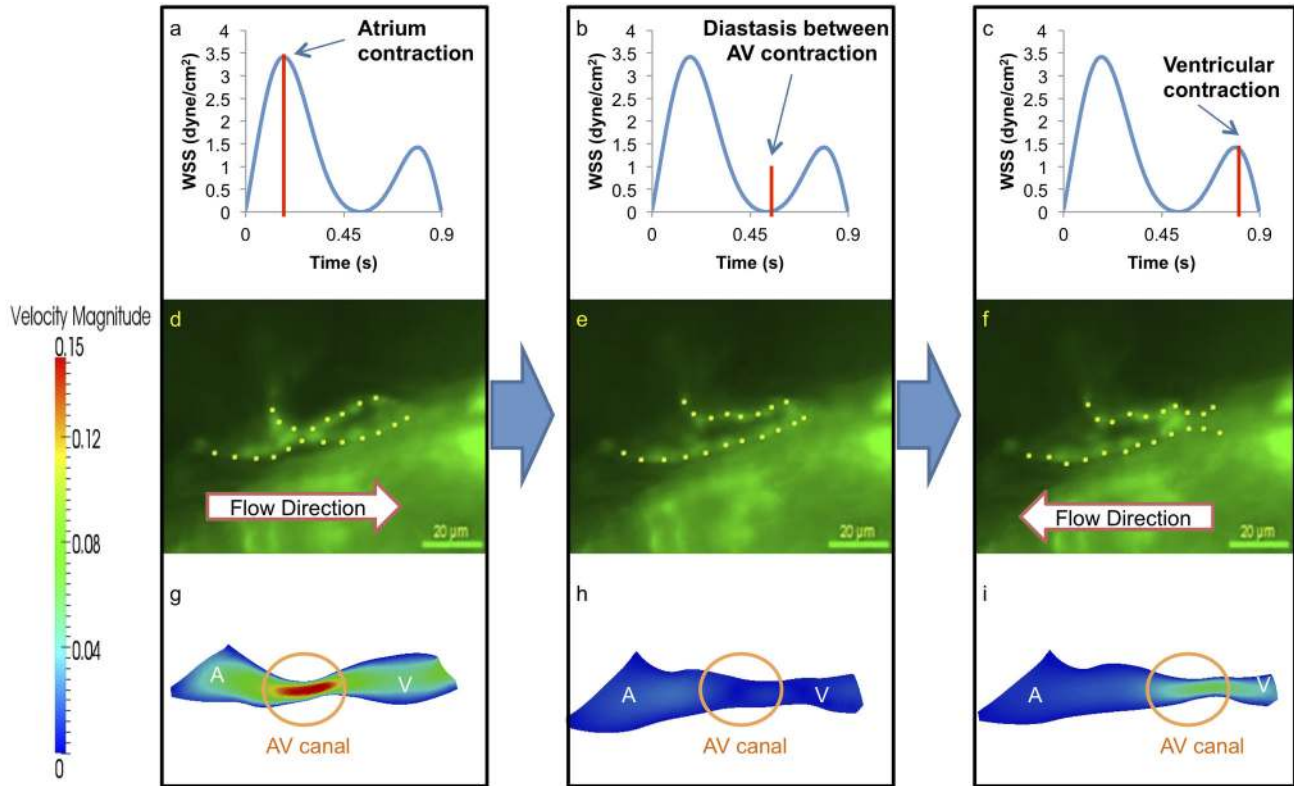 a
Atrium
contraction
WSS (dyne/cm²)
4
3.5
3
2.5
2
1.5
1
0.5
0
0
0.45
0.9
Time (s)
b
Diastasis between
AV contraction
WSS (dyne/cm²)
4
3.5
3
2.5
2
1.5
1
0.5
0
0
0.45
0.9
Time (s)
c
Ventricular
contraction
WSS (dyne/cm²)
4
3.5
3
2.5
2
1.5
1
0.5
0
0
0.45
0.9
Time (s)
Velocity Magnitude
0.15
0.12
0.08
0.04
0
d
Flow Direction
20 µm
e
20 µm
f
Flow Direction
20 µm
g
A
V
AV canal
h
A
V
AV canal
i
A
V
AV canal